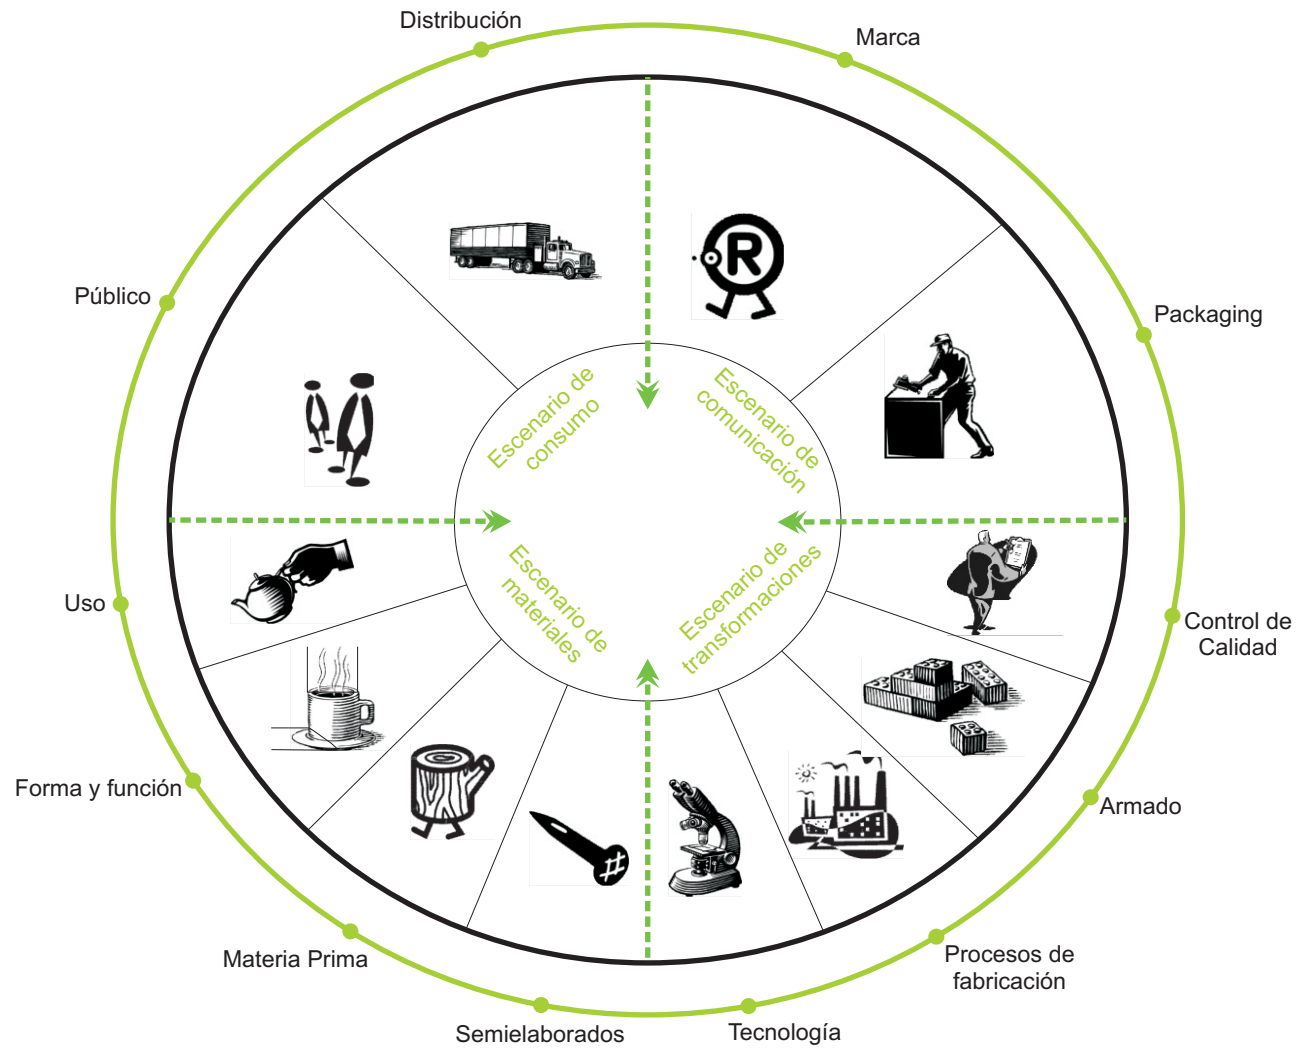 Distribución
Marca
Público
Packaging
R
Escenario de
consumo
Escenario de
comunicación
Escenario de
materiales
Escenario de
transformaciones
Uso
Control de
Calidad
Forma y función
Armado
Materia Prima
Procesos de
fabricación
Semielaborados
Tecnología